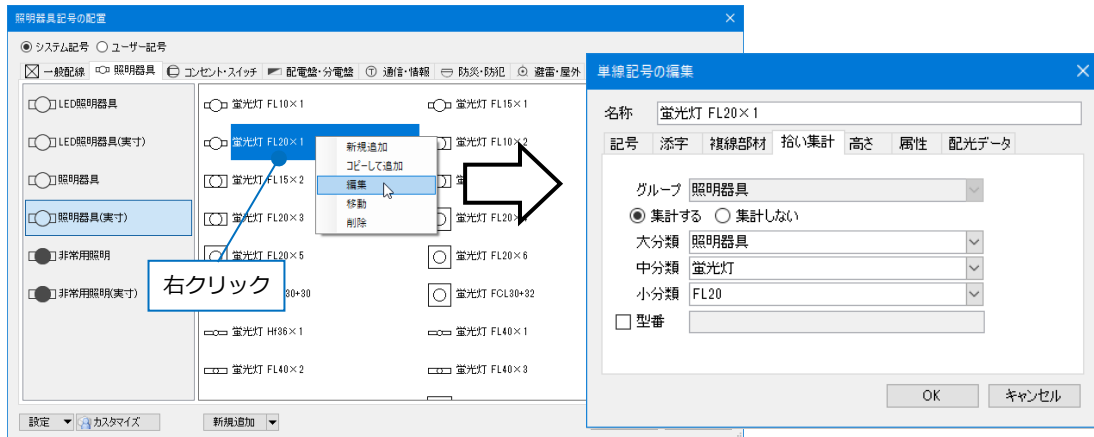 照明器具記号の配置
システム記号 ユーザー記号
一般配線 照明器具 コンセント・スイッチ 配電盤・分電盤 通信・情報 防災・防犯 避雷・屋外
LED照明器具
LED照明器具(実寸)
照明器具
照明器具(実寸)
非常用照明
非常用照明(実寸)
蛍光灯 FL10×1 蛍光灯 FL15×1
蛍光灯 FL20×1 蛍光灯 FL10×2
蛍光灯 FL15×2
蛍光灯 FL20×3
蛍光灯 FL20×5 蛍光灯 FL20×6
30+30 蛍光灯 FCL30+32
蛍光灯 Hf36×1 蛍光灯 FL40×1
蛍光灯 FL40×2 蛍光灯 FL40×3
新規追加
コピーして追加
編集
移動
削除
右クリック
設定 カスタマイズ 新規追加
単線記号の編集
名称 蛍光灯 FL20×1
記号 添字 複線部材 拾い集計 高さ 属性 配光データ
グループ 照明器具
集計する 集計しない
大分類 照明器具
中分類 蛍光灯
小分類 FL20
型番
OK キャンセル